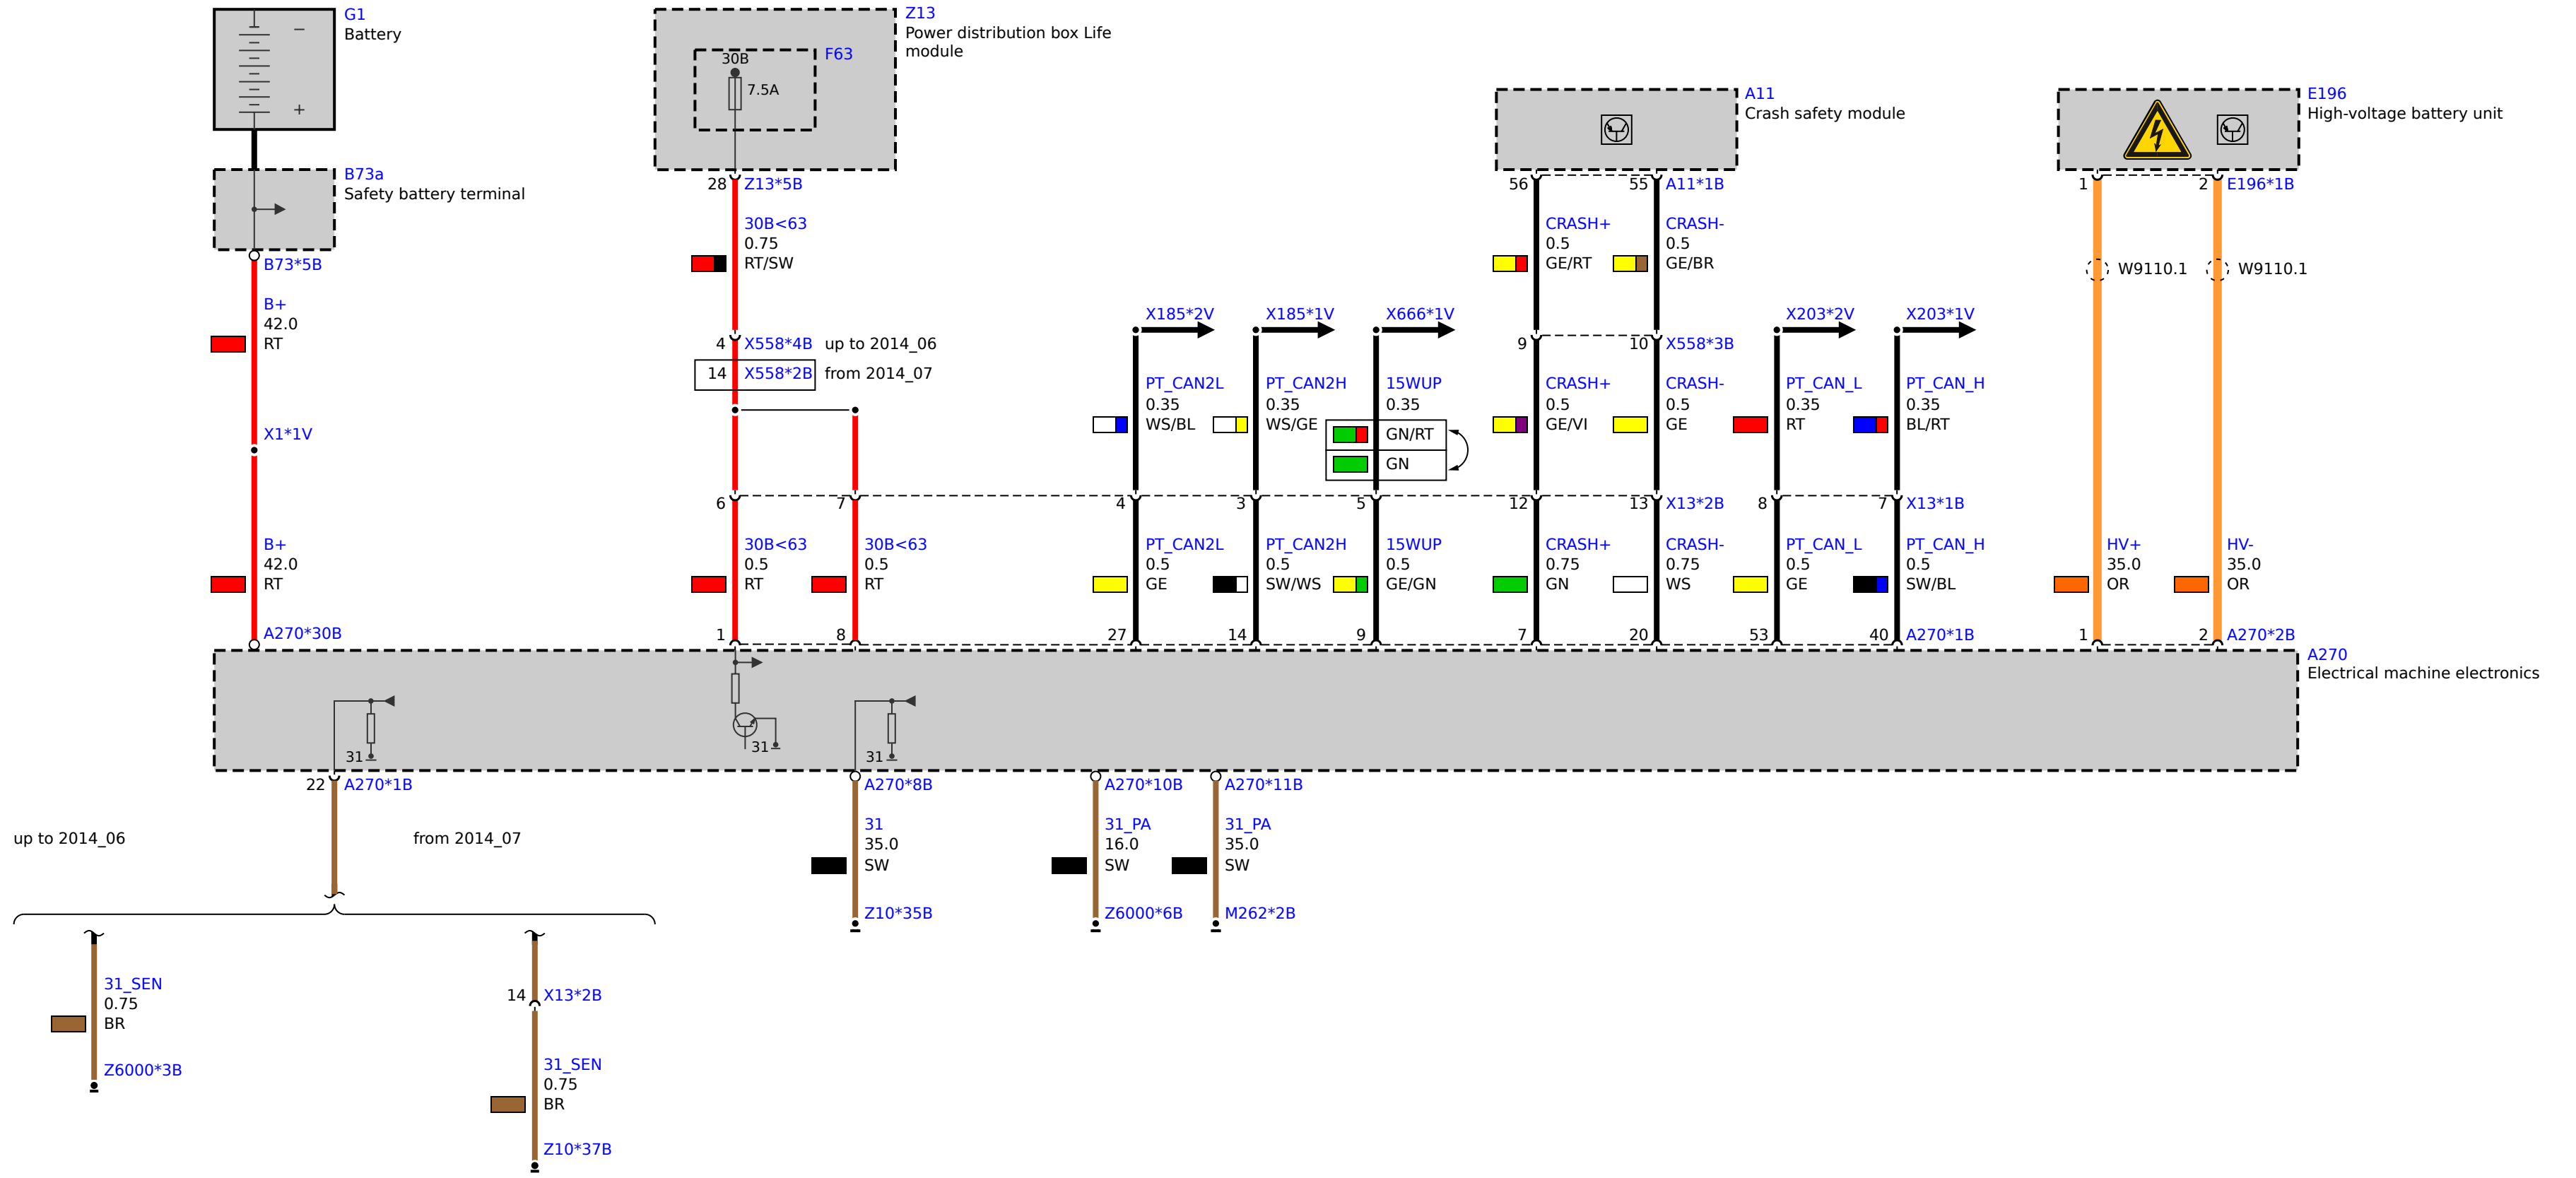 G1
Battery
−
+
Z13
Power distribution box Life
module
F63
30B
7.5A
A11
Crash safety module
E196
High-voltage battery unit
B73a
Safety battery terminal
28 Z13*5B
56
55 A11*1B
1
2 E196*1B
B73*5B
30B<63
0.75
RT/SW
CRASH+
0.5
GE/RT
CRASH-
0.5
GE/BR
W9110.1
W9110.1
B+
42.0
RT
X185*2V
X185*1V
X666*1V
X203*2V
X203*1V
4 X558*4B up to 2014_06
14 X558*2B from 2014_07
9
10 X558*3B
PT_CAN2L
0.35
WS/BL
PT_CAN2H
0.35
WS/GE
15WUP
0.35
GN/RT
GN
CRASH+
0.5
GE/VI
CRASH-
0.5
GE
PT_CAN_L
0.35
RT
PT_CAN_H
0.35
BL/RT
X1*1V
6
7
4
3
5
12
13 X13*2B
8
7 X13*1B
B+
42.0
RT
30B<63
0.5
RT
30B<63
0.5
RT
PT_CAN2L
0.5
GE
PT_CAN2H
0.5
SW/WS
15WUP
0.5
GE/GN
CRASH+
0.75
GN
CRASH-
0.75
WS
PT_CAN_L
0.5
GE
PT_CAN_H
0.5
SW/BL
HV+
35.0
OR
HV-
35.0
OR
A270*30B
1
8
27
14
9
7
20
53
40 A270*1B
1
2 A270*2B
A270
Electrical machine electronics
31
31
31
22 A270*1B
A270*8B
A270*10B
A270*11B
up to 2014_06
from 2014_07
31
35.0
SW
Z10*35B
31_PA
16.0
SW
Z6000*6B
31_PA
35.0
SW
M262*2B
31_SEN
0.75
BR
Z6000*3B
14 X13*2B
31_SEN
0.75
BR
Z10*37B